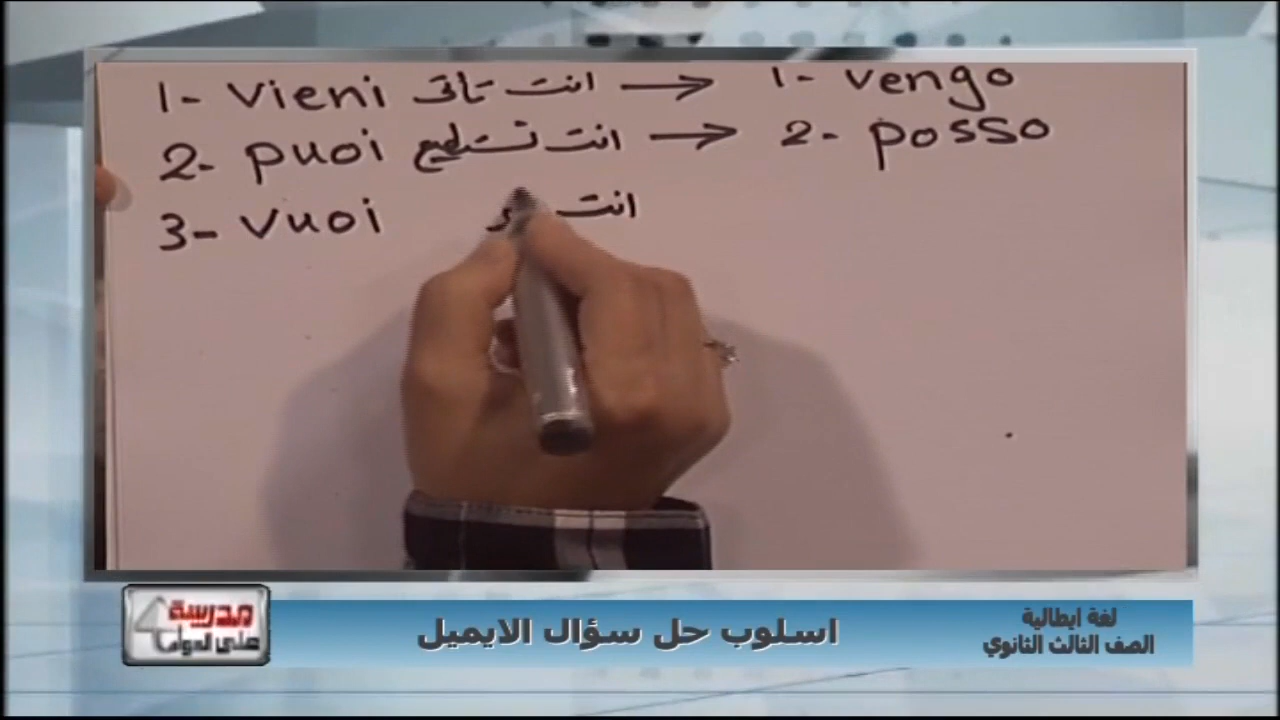 1- vieni انت تأتى → 1- vengo
2- puoi انت تستطيع → 2- posso
3- vuoi انت
مدرسة
على الهواء
4
اسلوب حل سؤال الايميل
لغة ايطالية
الصف الثالث الثانوي